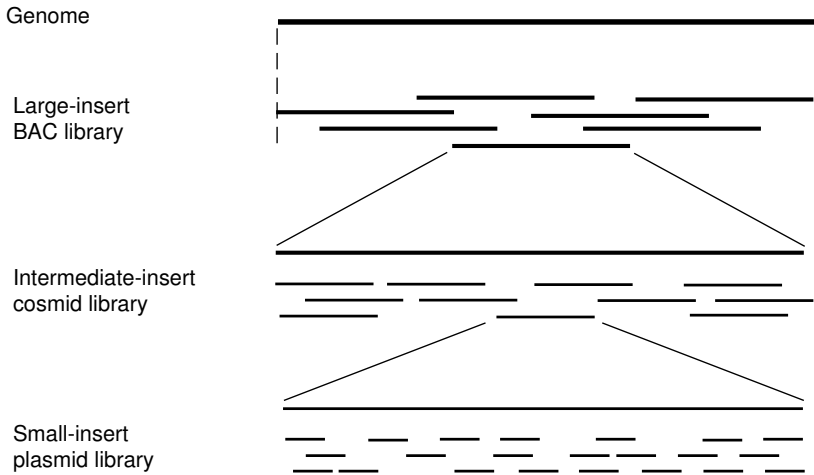 Genome
Large-insert
BAC library
Intermediate-insert
cosmid library
Small-insert
plasmid library